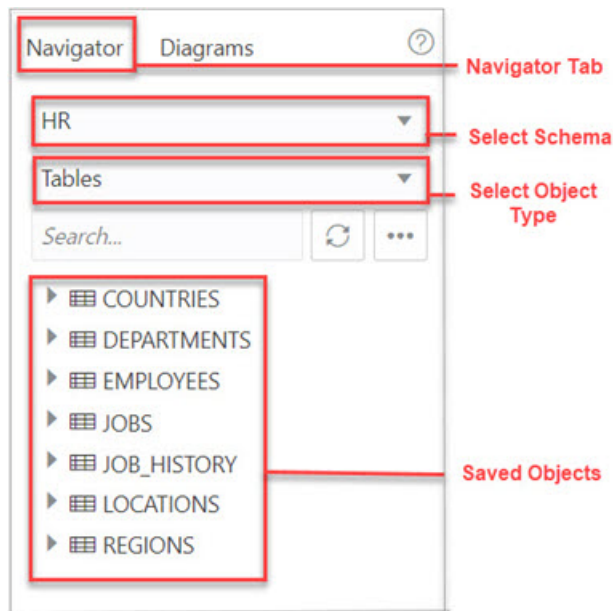 Navigator Diagrams ?
Navigator Tab
HR
Select Schema
Tables
Select Object
Type
Search...
COUNTRIES
DEPARTMENTS
EMPLOYEES
JOBS
JOB_HISTORY
Saved Objects
LOCATIONS
REGIONS